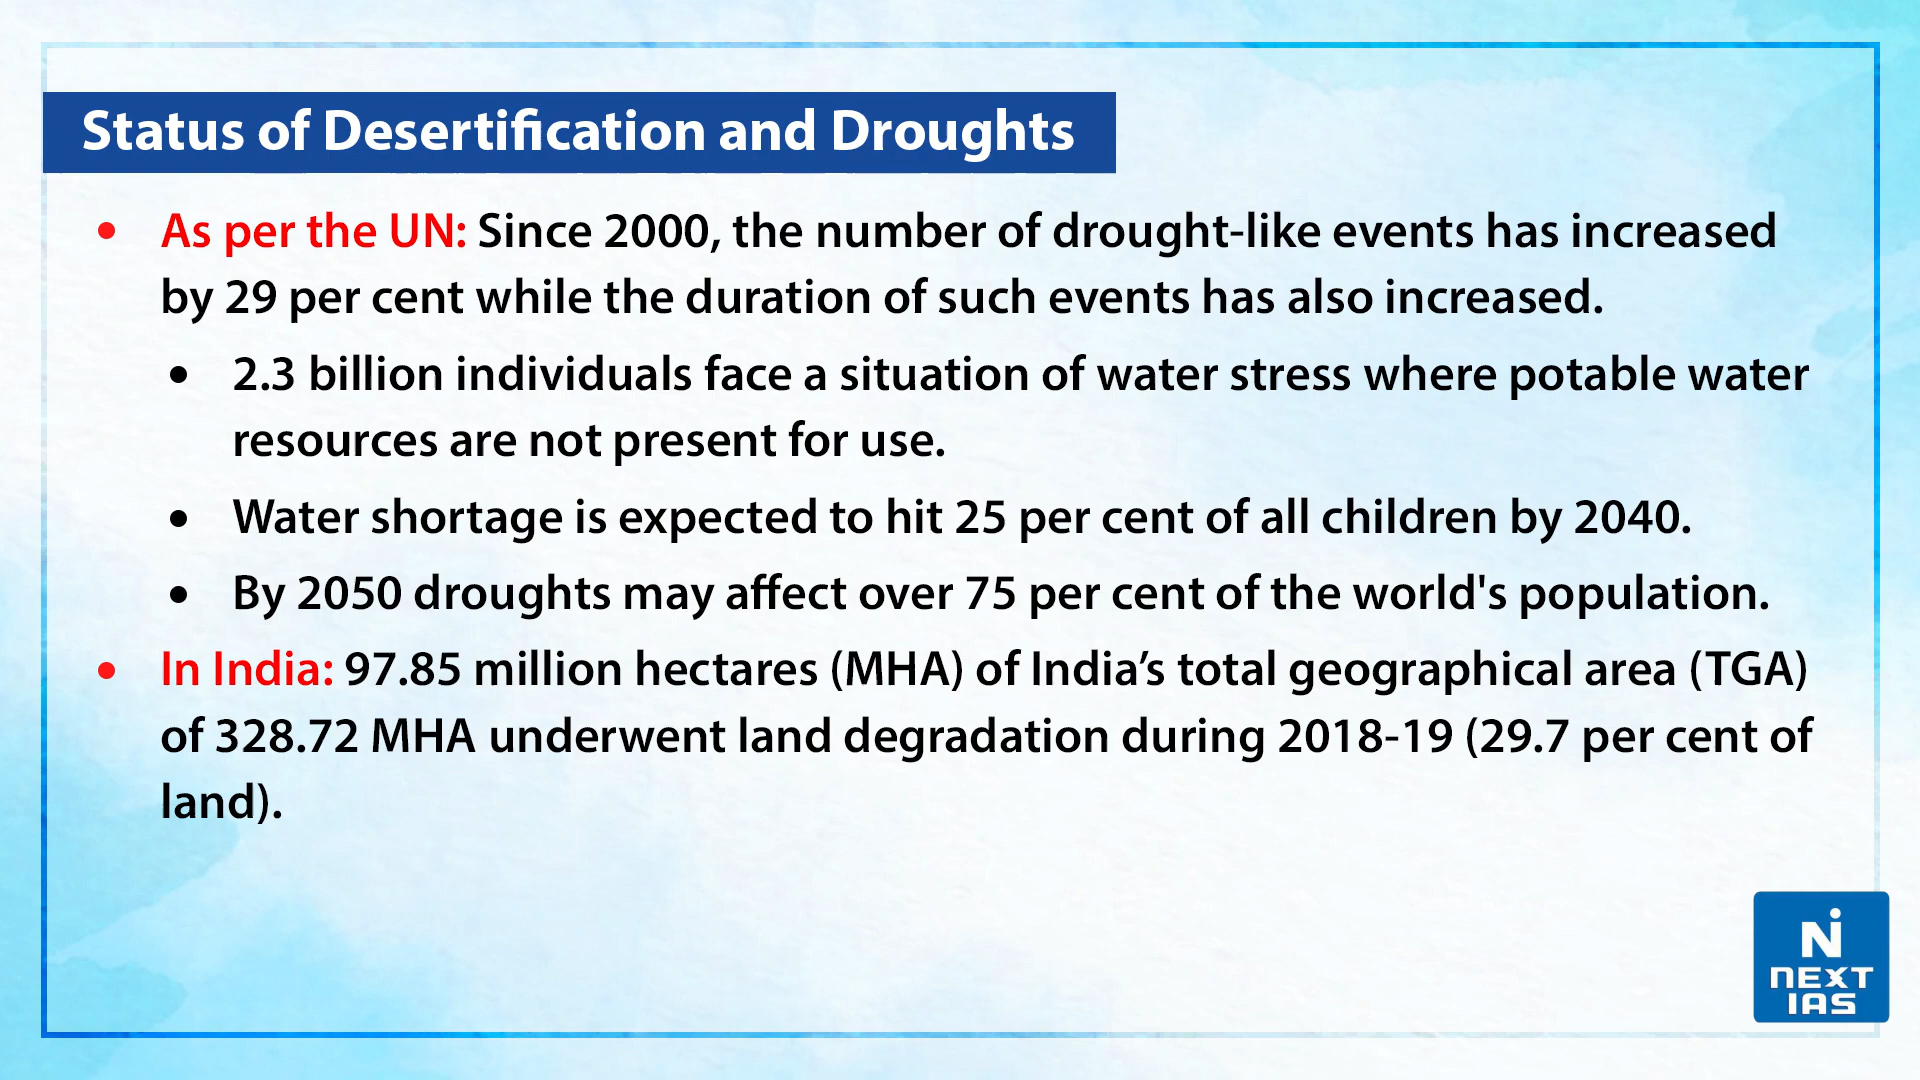 Status of Desertification and Droughts
• As per the UN: Since 2000, the number of drought-like events has increased
by 29 per cent while the duration of such events has also increased.
• 2.3 billion individuals face a situation of water stress where potable water
resources are not present for use.
• Water shortage is expected to hit 25 per cent of all children by 2040.
• By 2050 droughts may affect over 75 per cent of the world's population.
• In India: 97.85 million hectares (MHA) of India’s total geographical area (TGA)
of 328.72 MHA underwent land degradation during 2018-19 (29.7 per cent of
land).
N
NEXT
IAS